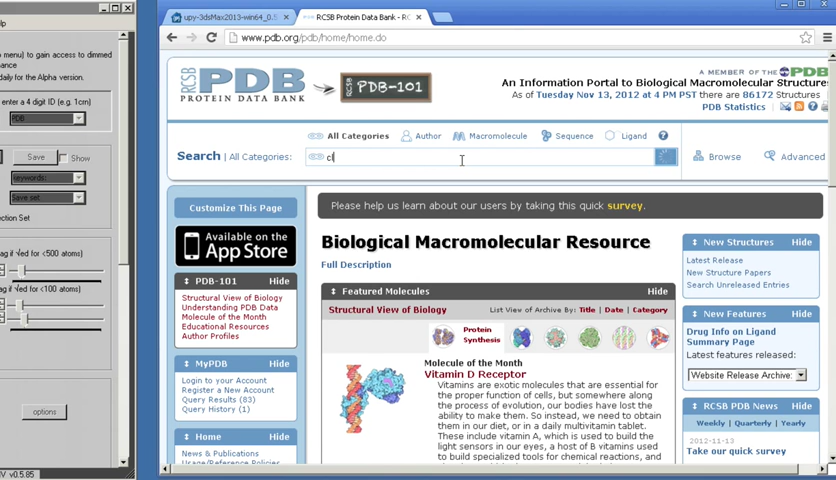 lp
menu) to gain access to dimmed
nance
daily for the Alpha version.
enter a 4 digit ID (e.g. 1cm)
PDB
Save
Show
keywords:
Save set
ection Set
ag if √ed for <500 atoms)
ag if √ed for <100 atoms)
options
v0.5.85
upy-3dsMax2013-win64_0.5
RCSB Protein Data Bank - RC
www.pdb.org/pdb/home/home.do
RCSB
PDB
PROTEIN DATA BANK
RCSB
PDB-101
A MEMBER OF THE PDB
An Information Portal to Biological Macromolecular Structures
As of Tuesday Nov 13, 2012 at 4 PM PST there are 86172 Structures
PDB Statistics
All Categories
Author
Macromolecule
Sequence
Ligand
Search | All Categories:
cl
Browse
Advanced
Customize This Page
Available on the
App Store
PDB-101 Hide
Structural View of Biology
Understanding PDB Data
Molecule of the Month
Educational Resources
Author Profiles
MyPDB Hide
Login to your Account
Register a New Account
Query Results (83)
Query History (1)
Home Hide
News & Publications
Usage/Reference Policies
Please help us learn about our users by taking this quick survey.
Biological Macromolecular Resource
Full Description
Featured Molecules Hide
Structural View of Biology
List View of Archive By: Title | Date | Category
Protein
Synthesis
Molecule of the Month
Vitamin D Receptor
Vitamins are exotic molecules that are essential for
the proper function of cells, but somewhere along
the process of evolution, our bodies have lost the
ability to make them. So instead, we need to obtain
them in our diet, or in a daily multivitamin tablet.
These include vitamin A, which is used to build the
light sensors in our eyes, a host of B vitamins used
to build specialized tools for chemical reactions, and
New Structures Hide
Latest Release
New Structure Papers
Search Unreleased Entries
New Features Hide
Drug Info on Ligand
Summary Page
Latest features released:
Website Release Archive:
RCSB PDB News Hide
Weekly | Quarterly | Yearly
2012-11-13
Take our quick survey